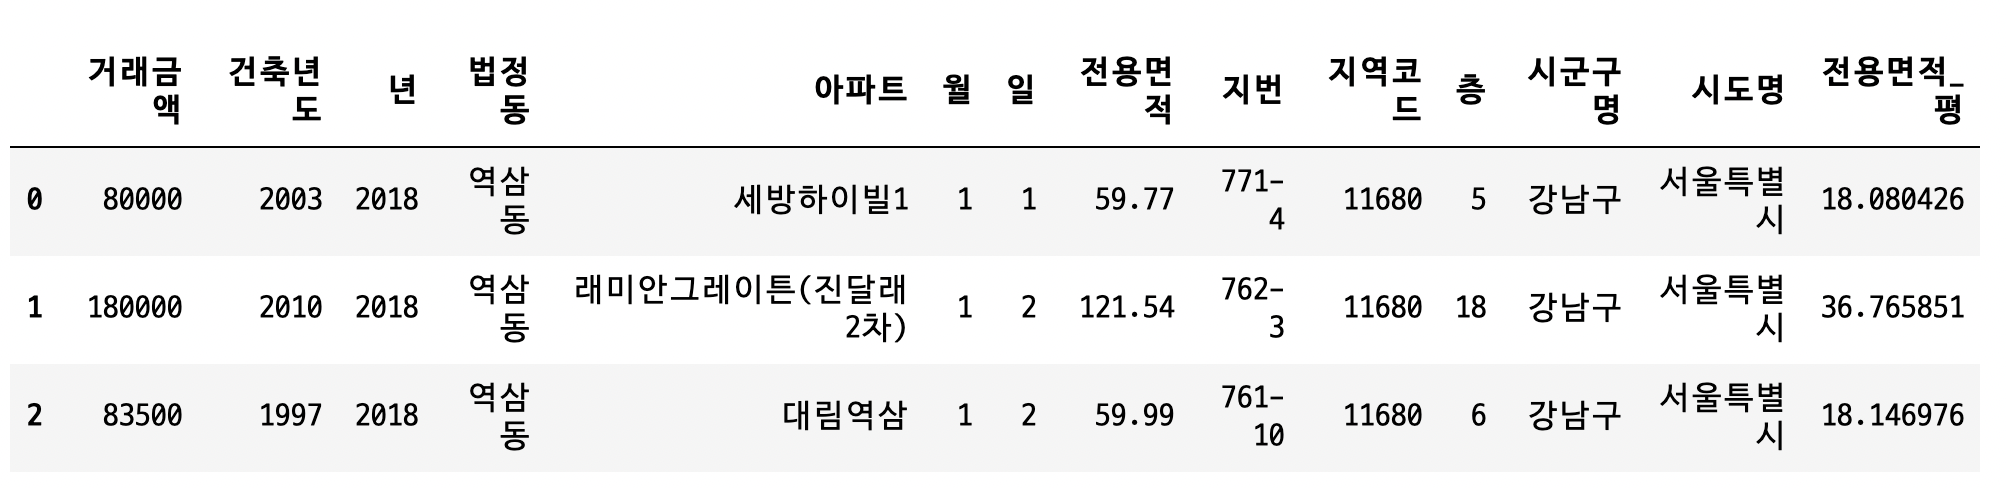 거래금액 건축년도 년 법정동 아파트 월 일 전용면적 지번 지역코드 층 시군구명 시도명 전용면적_평
0 80000 2003 2018 역삼동 세방하이빌1 1 1 59.77 771-4 11680 5 강남구 서울특별시 18.080426
1 180000 2010 2018 역삼동 래미안그레이튼(진달래2차) 1 2 121.54 762-3 11680 18 강남구 서울특별시 36.765851
2 83500 1997 2018 역삼동 대림역삼 1 2 59.99 761-10 11680 6 강남구 서울특별시 18.146976